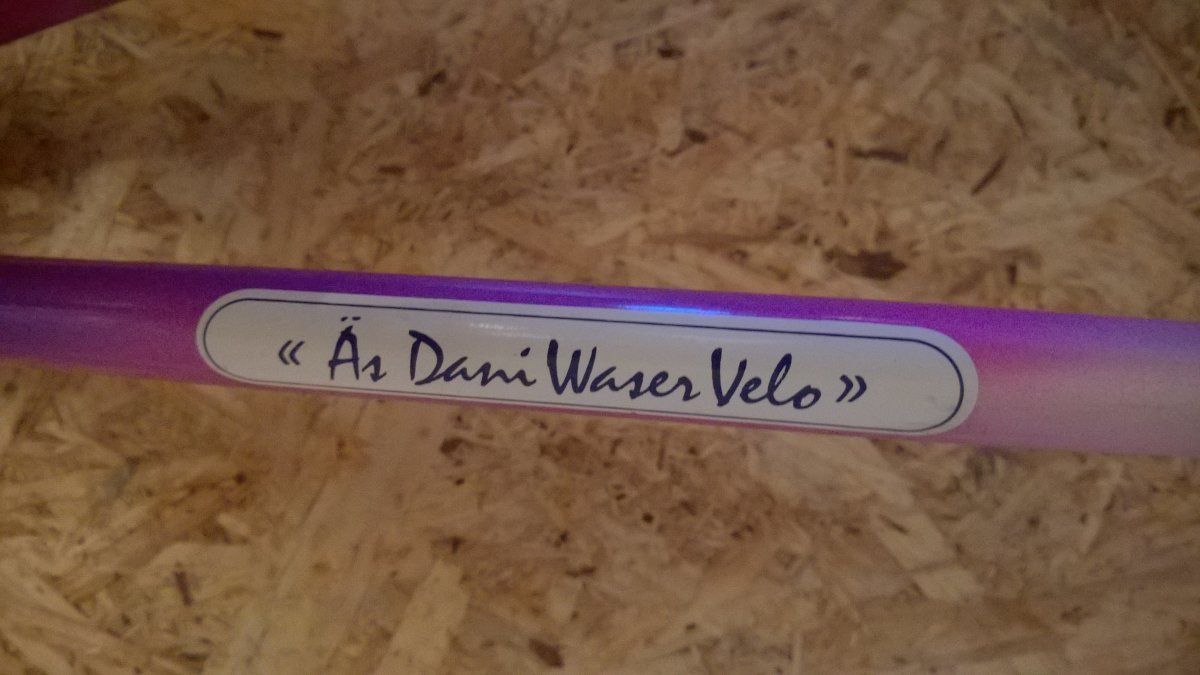 « Äs Dani Waser Velo »